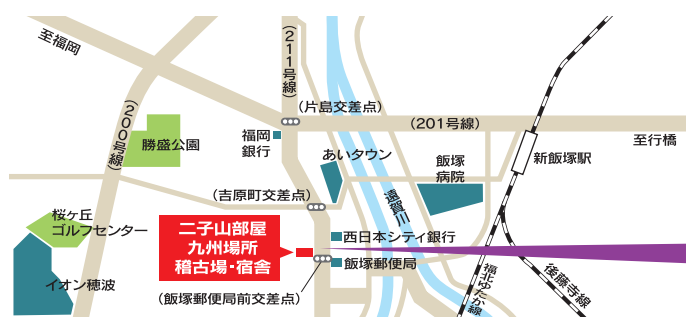 至福岡
(211号線)
(200号線)
(片島交差点)
(201号線)
至行橋
福岡
銀行
勝盛公園
あいタウン
飯塚
病院
新飯塚駅
(吉原町交差点)
遠賀川
桜ヶ丘
ゴルフセンター
二子山部屋
九州場所
稽古場・宿舎
西日本シティ銀行
飯塚郵便局
イオン穂波
(飯塚郵便局前交差点)
福北ゆたか線
後藤寺線